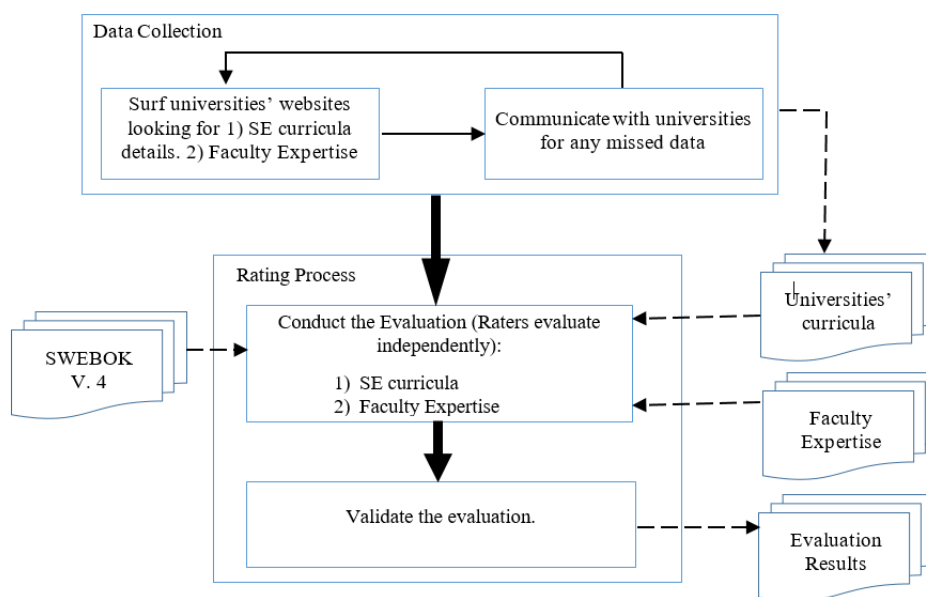 Data Collection
Surf universities’ websites
looking for 1) SE curricula
details. 2) Faculty Expertise
Communicate with universities
for any missed data
Rating Process
Conduct the Evaluation (Raters evaluate
independently):
1) SE curricula
2) Faculty Expertise
SWEBOK
V. 4
Universities’
curricula
Faculty
Expertise
Validate the evaluation.
Evaluation
Results